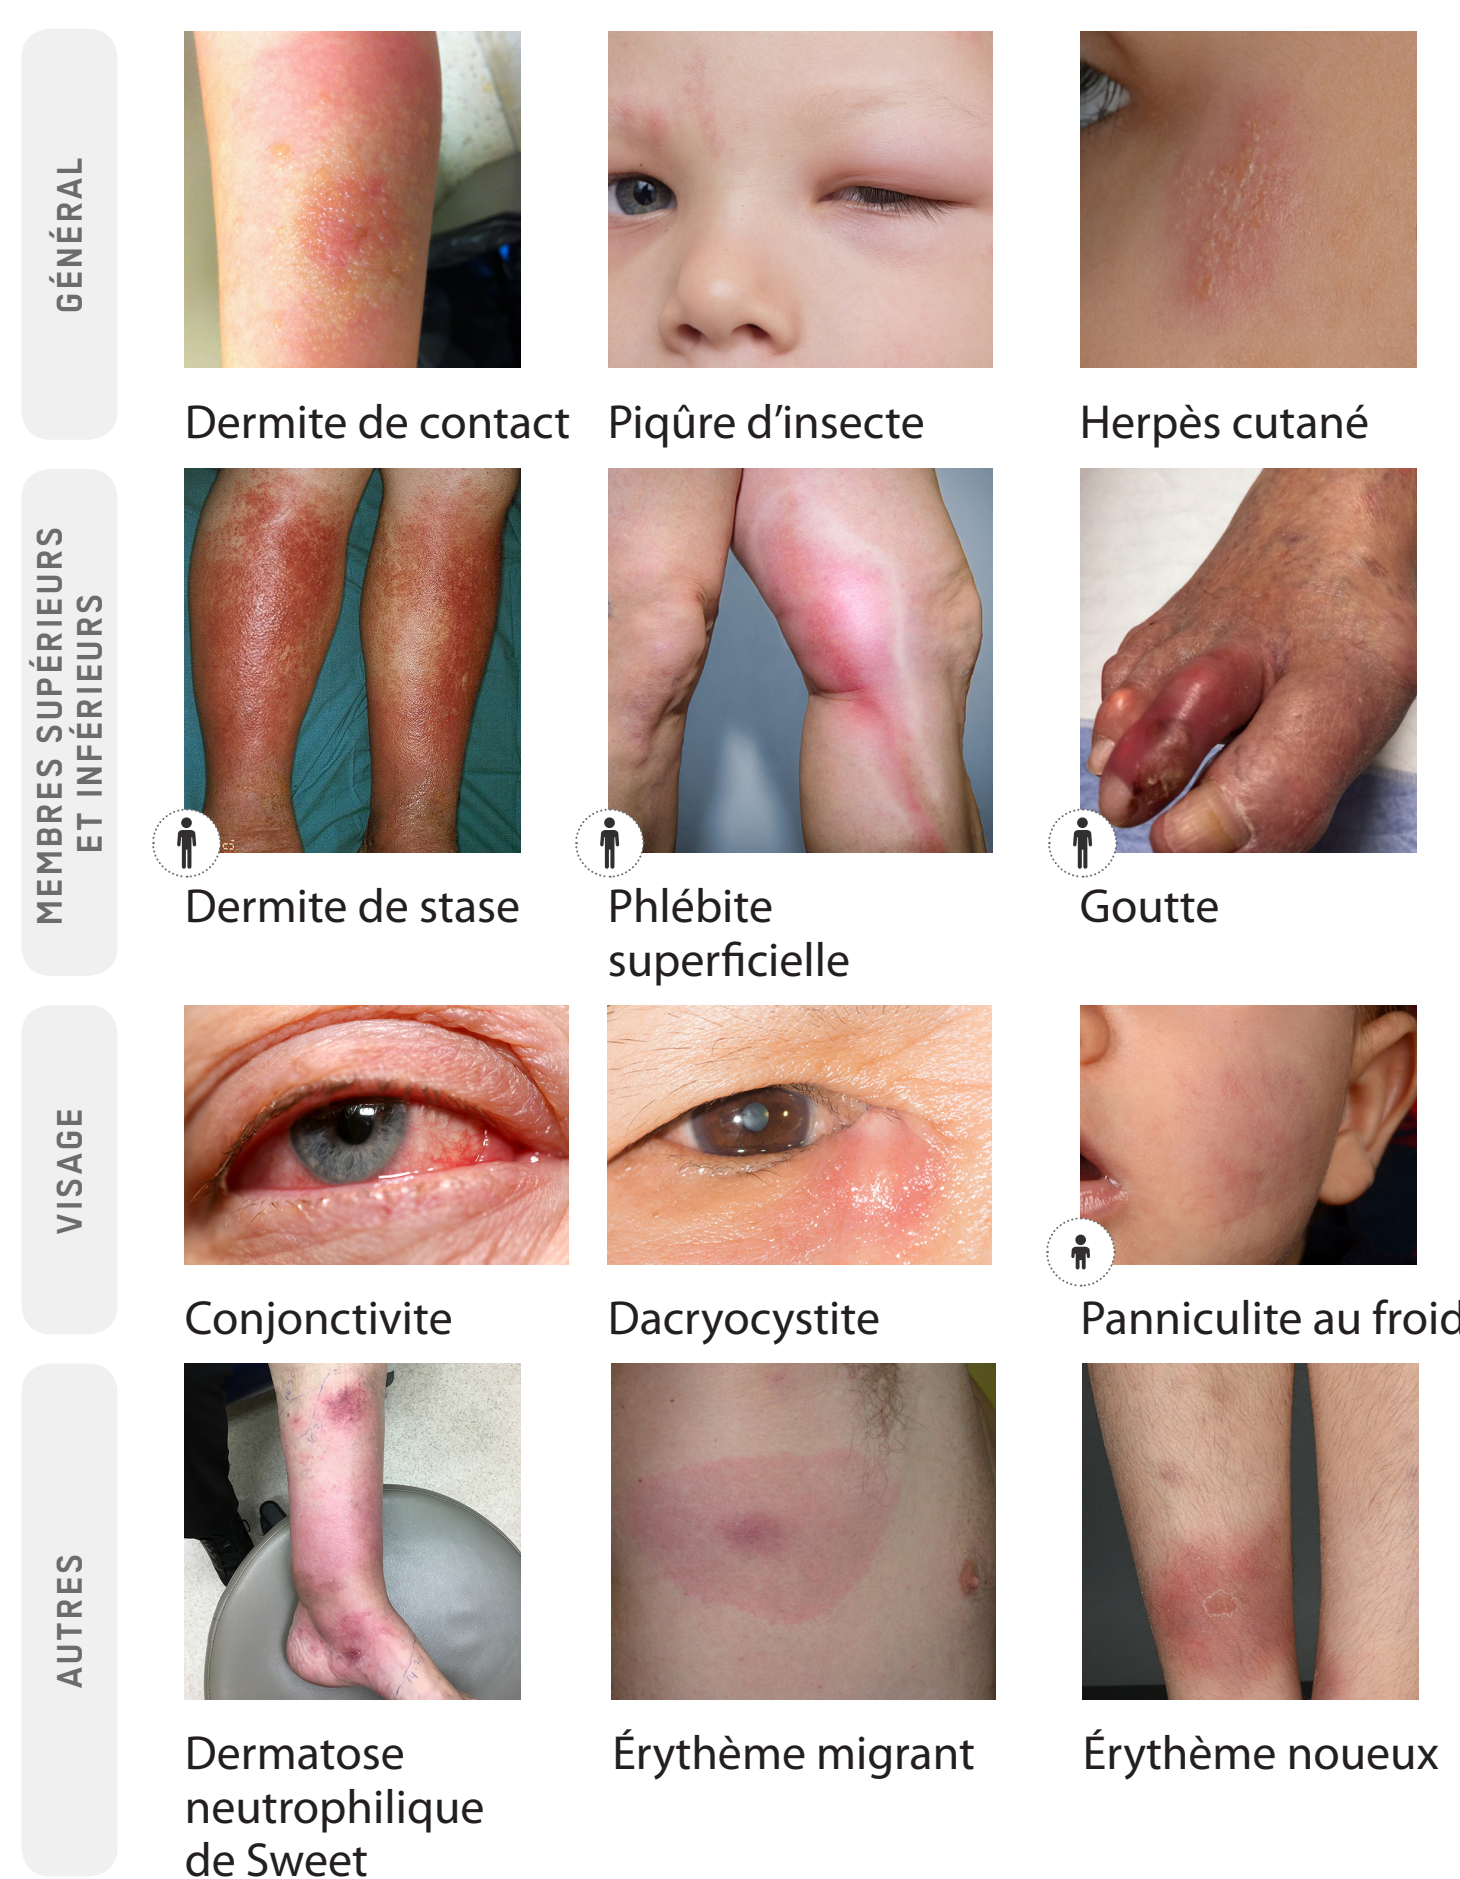 GÉNÉRAL
Dermite de contact
Piqûre d’insecte
Herpès cutané
MEMBRES SUPÉRIEURS
ET INFÉRIEURS
Dermite de stase
Phlébite
superficielle
Goutte
VISAGE
Conjonctivite
Dacryocystite
Panniculite au froid
AUTRES
Dermatose
neutrophilique
de Sweet
Érythème migrant
Érythème noueux